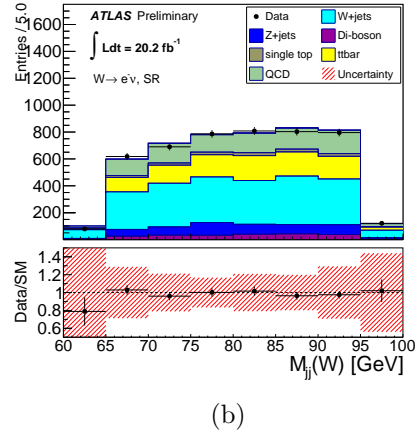 ATLAS Preliminary
∫ Ldt = 20.2 fb⁻¹
W→ e⁻ν, SR
Data
W+jets
Z+jets
Di-boson
single top
ttbar
QCD
Uncertainty
Entries / 5.0
1800
1600
1400
1200
1000
800
600
400
200
Data/SM
1.4
1.2
1
0.8
0.6
60 65 70 75 80 85 90 95 100
M_jj(W) [GeV]
(b)